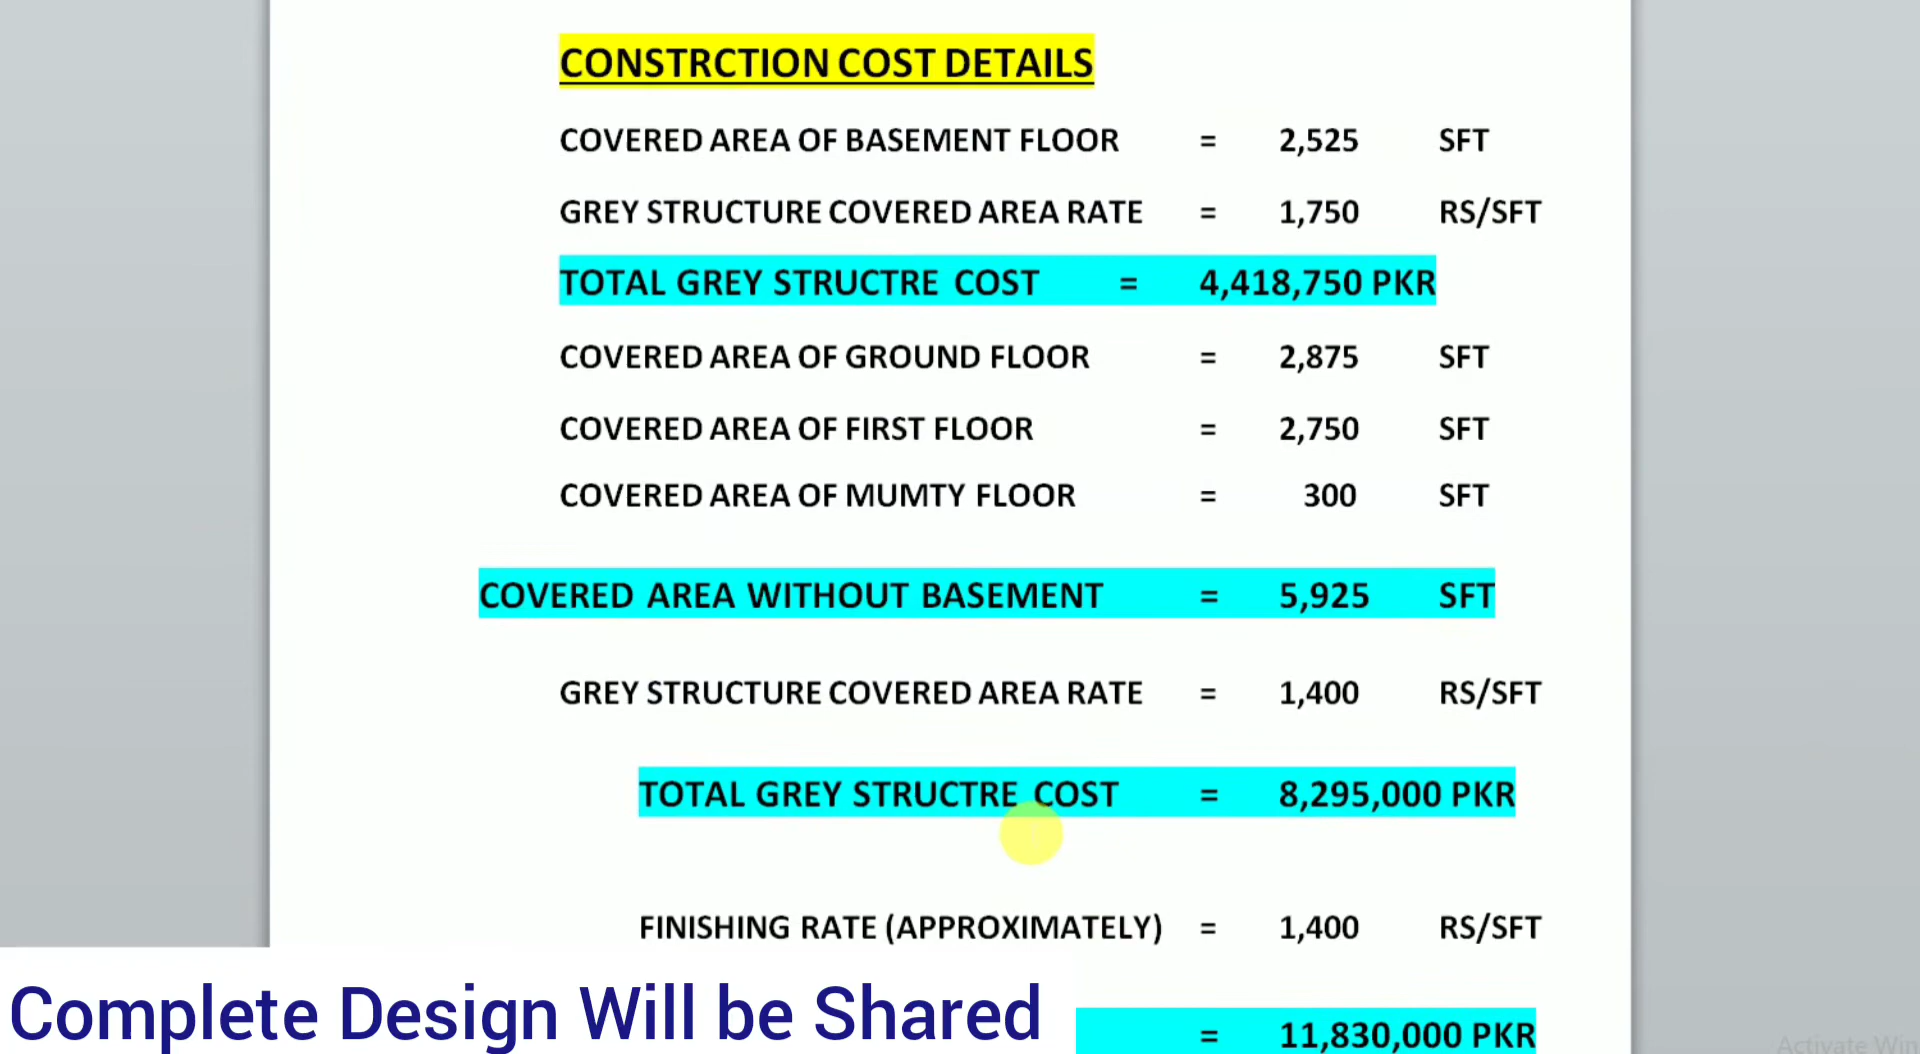 CONSTRCTION COST DETAILS
COVERED AREA OF BASEMENT FLOOR = 2,525 SFT
GREY STRUCTURE COVERED AREA RATE = 1,750 RS/SFT
TOTAL GREY STRUCTRE COST = 4,418,750 PKR
COVERED AREA OF GROUND FLOOR = 2,875 SFT
COVERED AREA OF FIRST FLOOR = 2,750 SFT
COVERED AREA OF MUMTY FLOOR = 300 SFT
COVERED AREA WITHOUT BASEMENT = 5,925 SFT
GREY STRUCTURE COVERED AREA RATE = 1,400 RS/SFT
TOTAL GREY STRUCTRE COST = 8,295,000 PKR
FINISHING RATE (APPROXIMATELY) = 1,400 RS/SFT
= 11,830,000 PKR
Complete Design Will be Shared
Activate Win